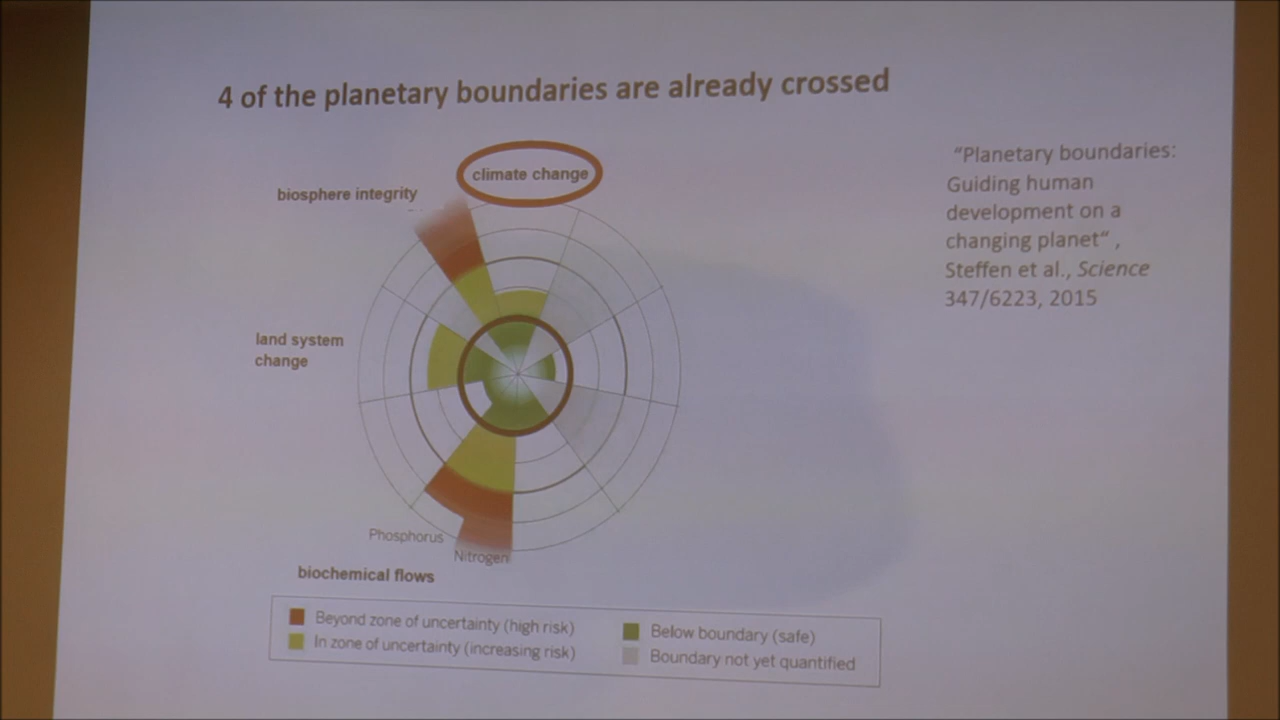 4 of the planetary boundaries are already crossed
climate change
biosphere integrity
"Planetary boundaries:
Guiding human
development on a
changing planet" ,
Steffen et al., Science
347/6223, 2015
land system
change
Phosphorus
Nitrogen
biochemical flows
Beyond zone of uncertainty (high risk)
In zone of uncertainty (increasing risk)
Below boundary (safe)
Boundary not yet quantified